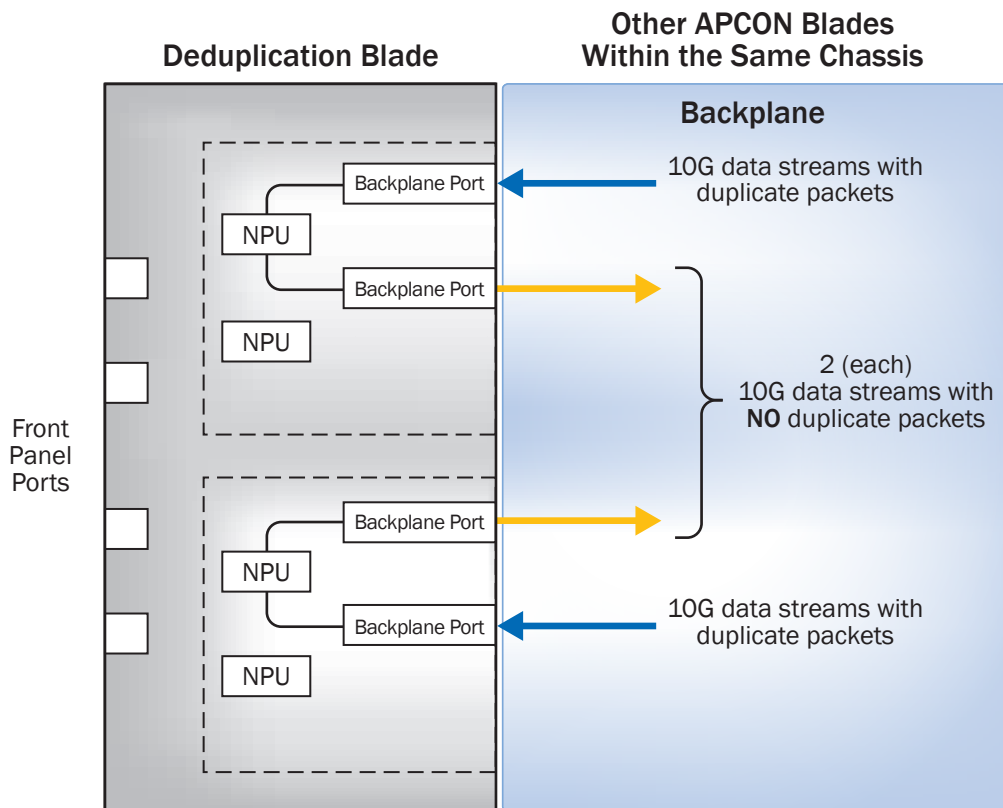 Deduplication Blade
Other APCON Blades
Within the Same Chassis
Backplane
Backplane Port
10G data streams with
duplicate packets
NPU
Backplane Port
NPU
2 (each)
10G data streams with
NO duplicate packets
Front
Panel
Ports
Backplane Port
NPU
Backplane Port
10G data streams with
duplicate packets
NPU